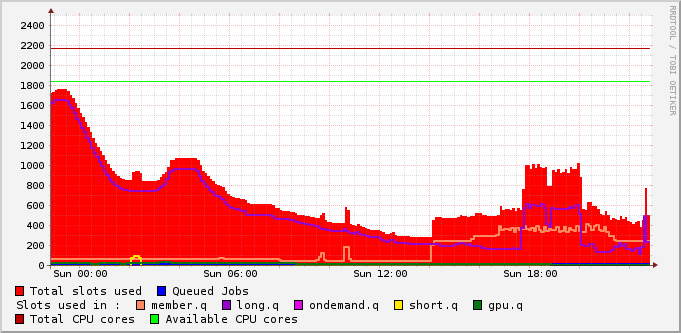 2400
2200
2000
1800
1600
1400
1200
1000
800
600
400
200
0
Sun 00:00 Sun 06:00 Sun 12:00 Sun 18:00
RRDTOOL / TOBI OETIKER
Total slots used Queued Jobs
Slots used in : member.q long.q ondemand.q short.q gpu.q
Total CPU cores Available CPU cores